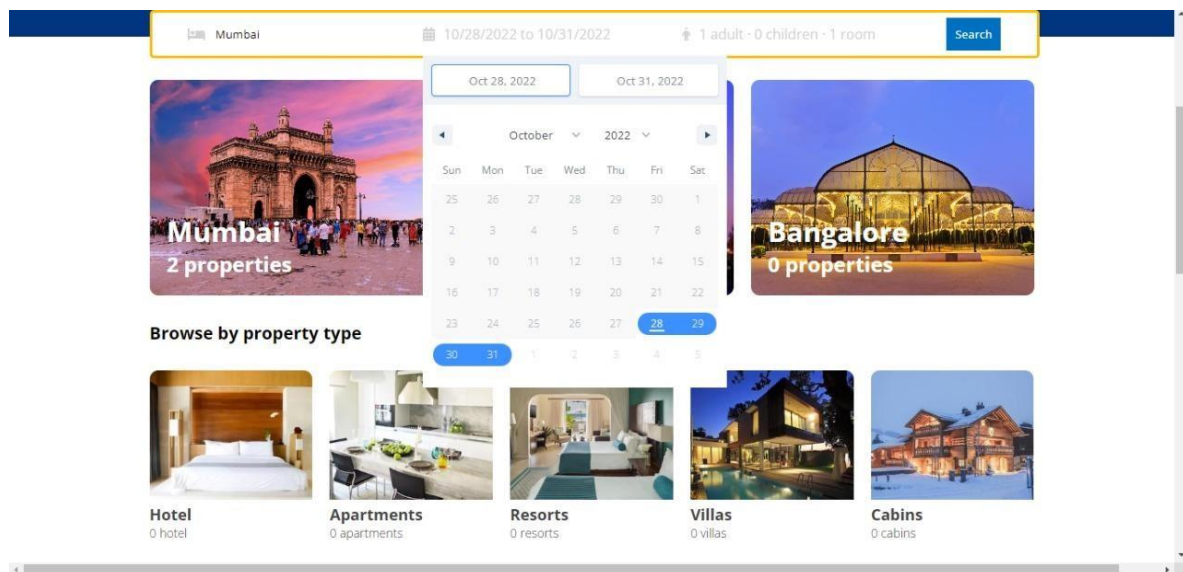 Mumbai
10/28/2022 to 10/31/2022
1 adult · 0 children · 1 room
Search
Oct 28, 2022
Oct 31, 2022
October
2022
Sun Mon Tue Wed Thu Fri Sat
25 26 27 28 29 30 1
2 3 4 5 6 7 8
9 10 11 12 13 14 15
16 17 18 19 20 21 22
23 24 25 26 27 28 29
30 31 1 2 3 4 5
Mumbai
2 properties
Bangalore
0 properties
Browse by property type
Hotel
0 hotel
Apartments
0 apartments
Resorts
0 resorts
Villas
0 villas
Cabins
0 cabins